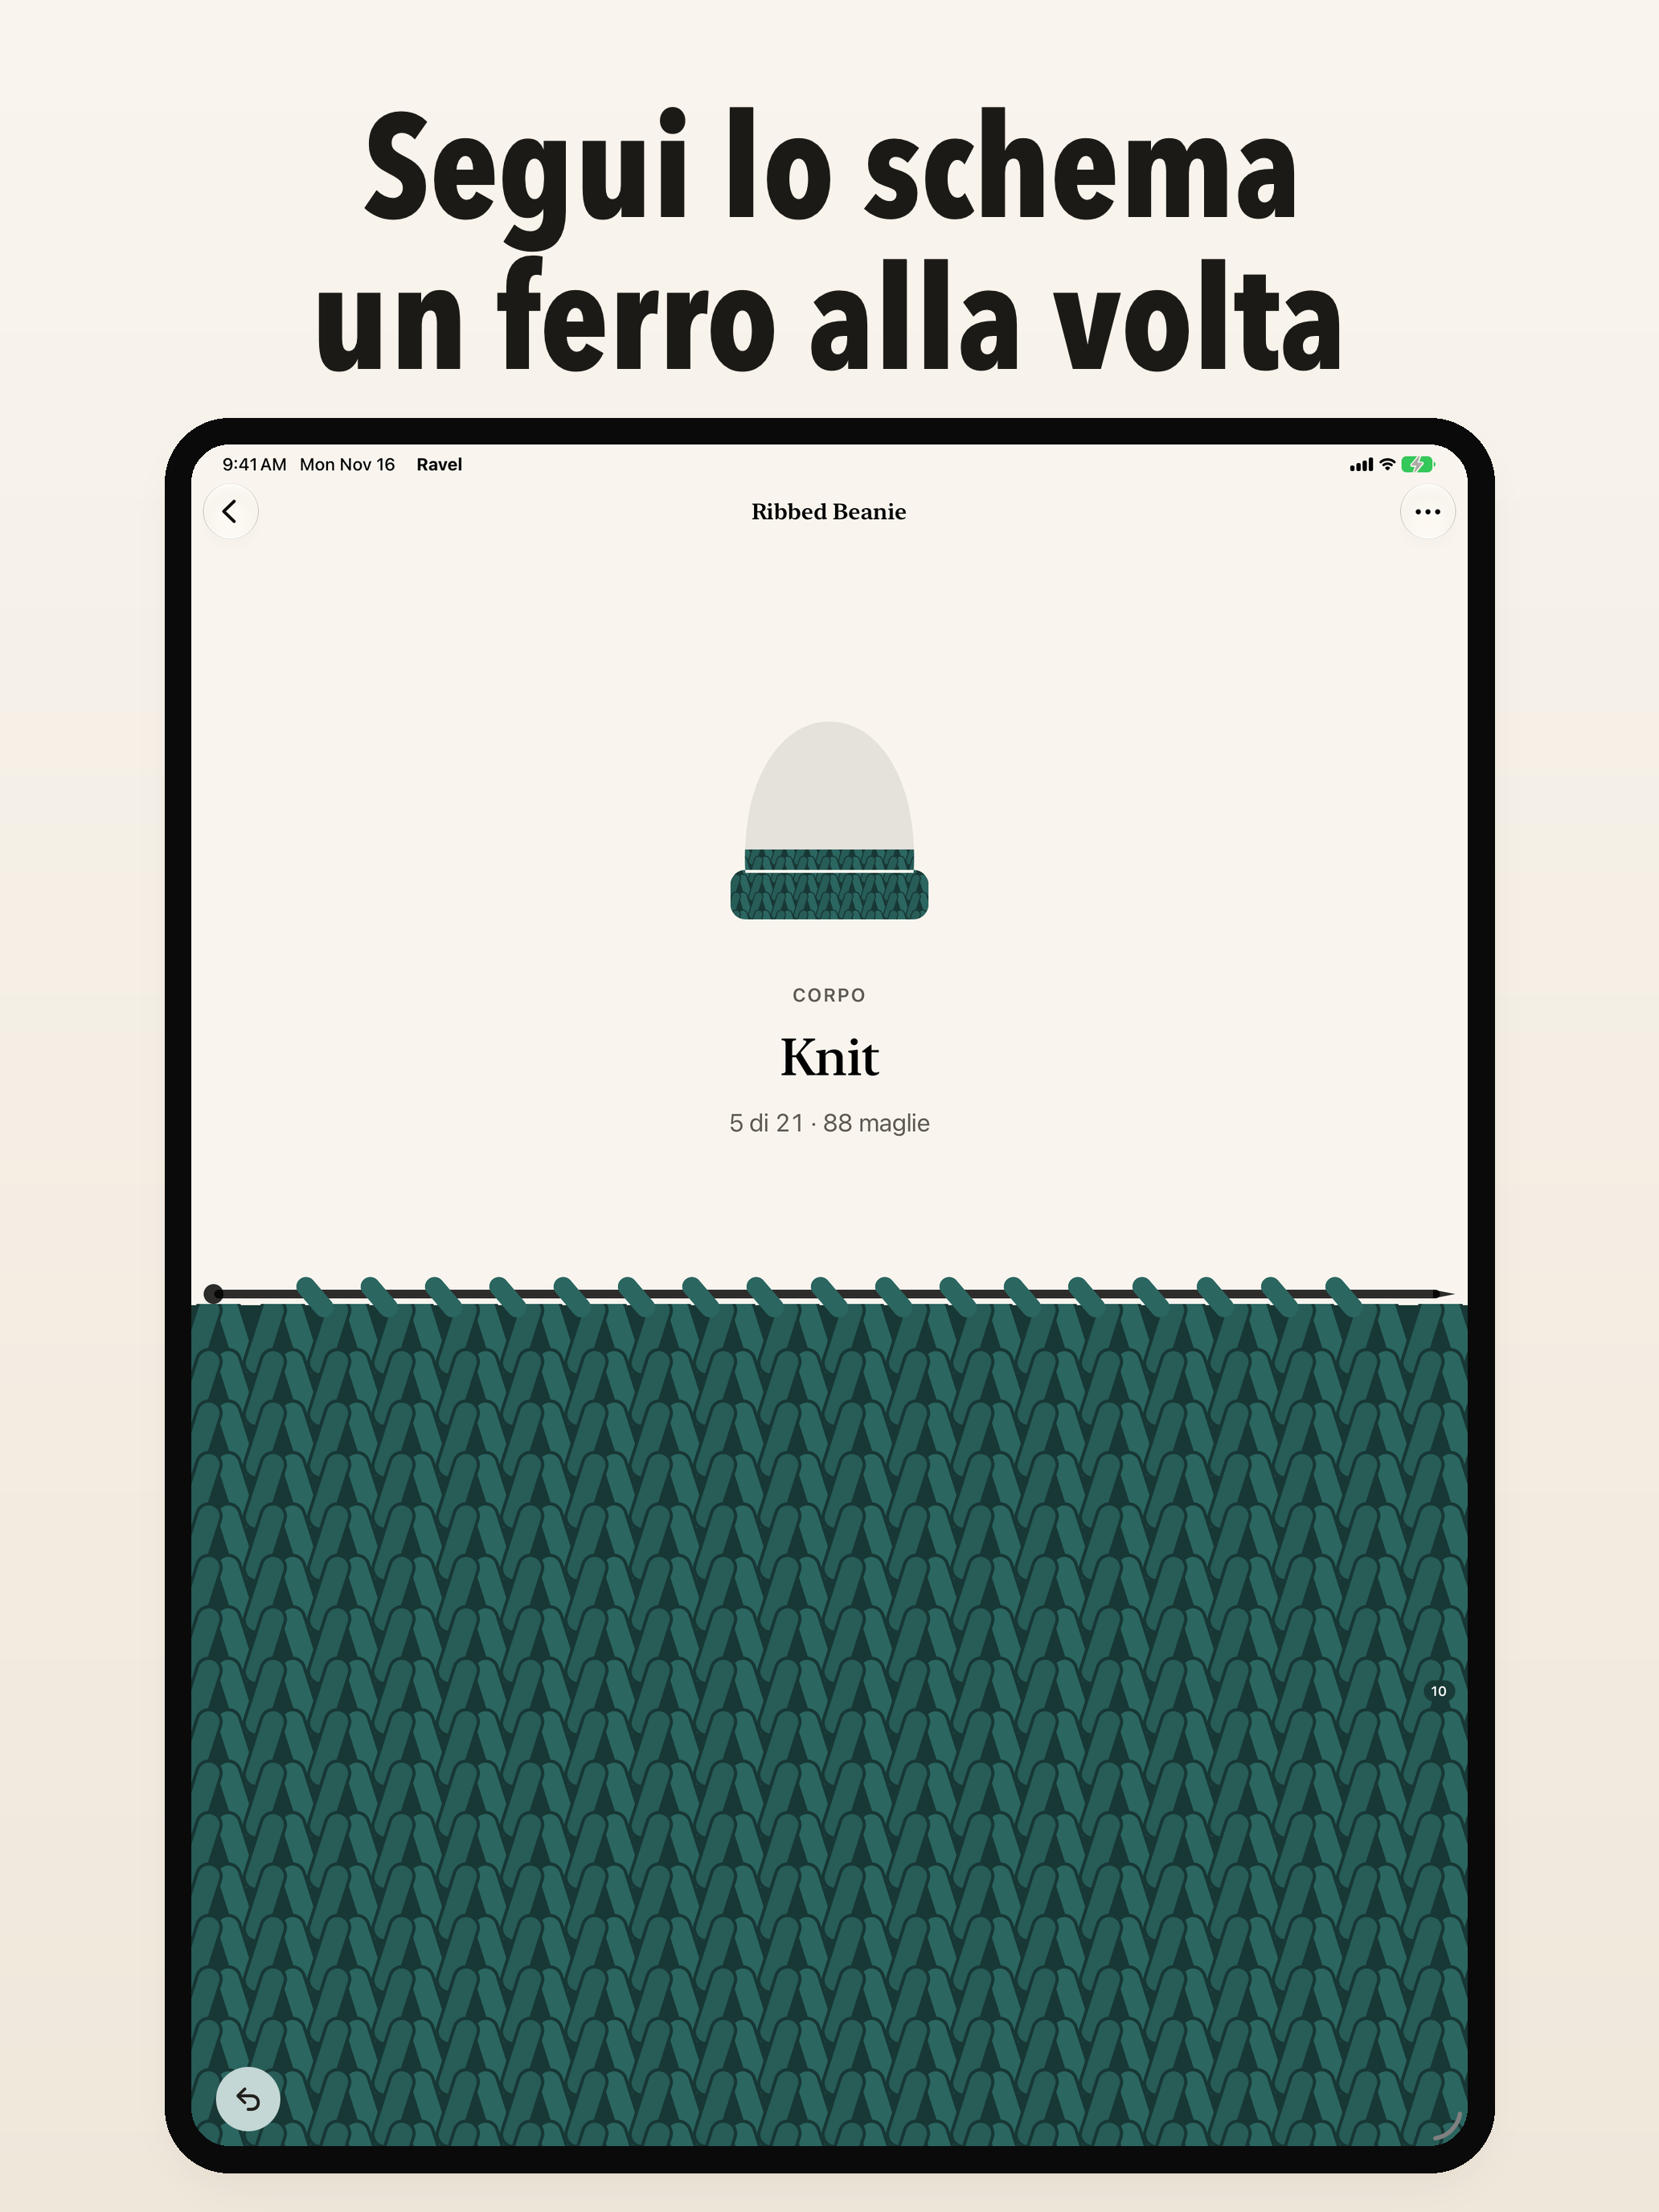 Segui lo schema
un ferro alla volta
9:41 AM Mon Nov 16 Ravel
Ribbed Beanie
CORPO
Knit
5 di 21 · 88 maglie
10